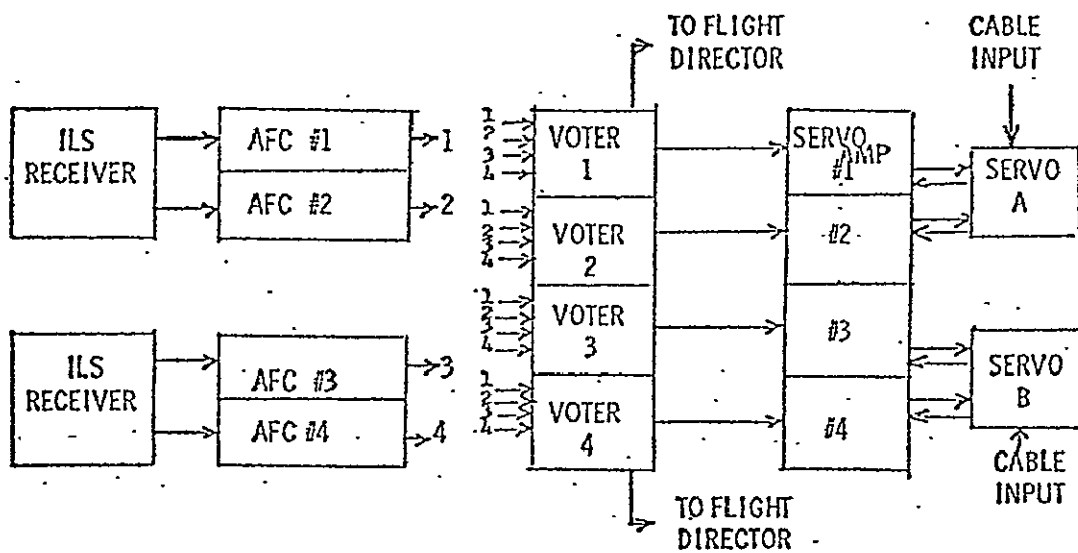 TO FLIGHT
DIRECTOR
CABLE
INPUT
ILS
RECEIVER
AFC #1
1
AFC #2
2
ILS
RECEIVER
AFC #3
3
AFC #4
4
1
2
3
4
VOTER
1
1
2
3
4
VOTER
2
1
2
3
4
VOTER
3
1
2
3
4
VOTER
4
SERVO
AMP
#1
#2
#3
#4
SERVO
A
SERVO
B
CABLE
INPUT
TO FLIGHT
DIRECTOR